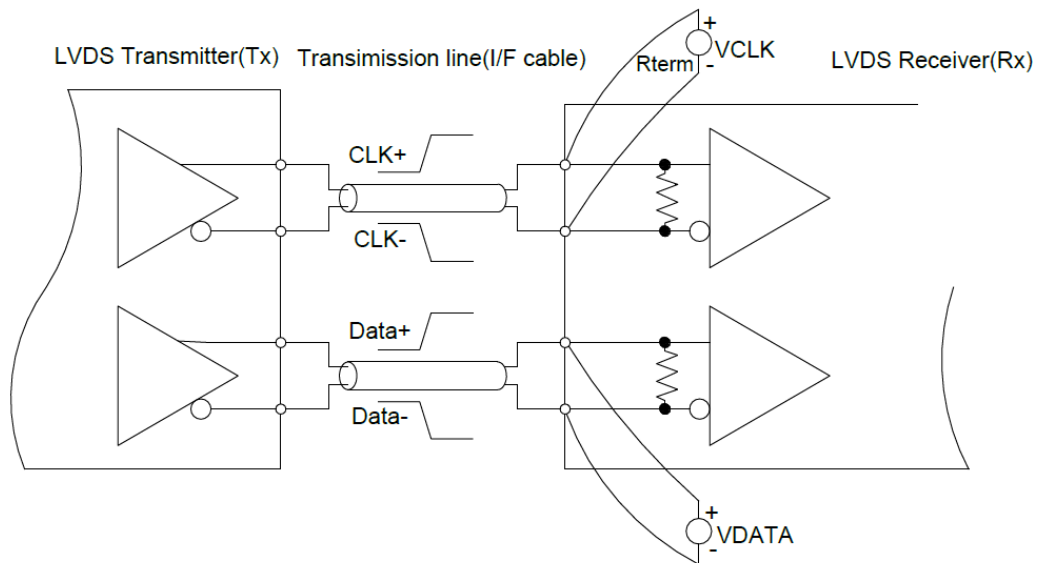 LVDS Transmitter(Tx)
Transimission line(I/F cable)
+
VCLK
-
Rterm
LVDS Receiver(Rx)
CLK+
CLK-
Data+
Data-
+
VDATA
-